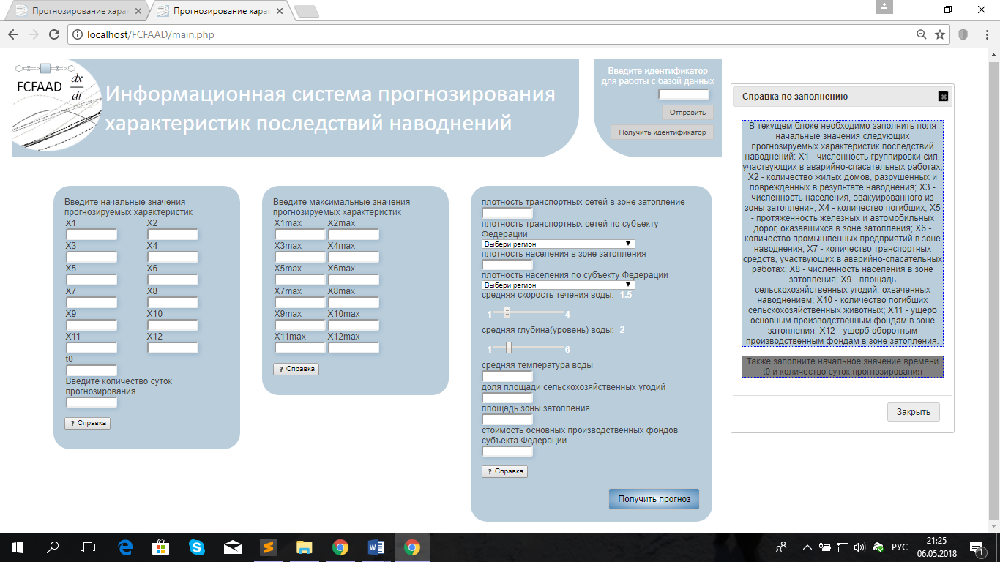 Прогнозирование харак
Прогнозирование харак
localhost/FCFAAD/main.php
FCFAAD
dx
dt
Информационная система прогнозирования
характеристик последствий наводнений
Введите идентификатор
для работы с базой данных
Отправить
Получить идентификатор
Введите начальные значения
прогнозируемых характеристик
X1 X2
X3 X4
X5 X6
X7 X8
X9 X10
X11 X12
t0
Введите количество суток
прогнозирования
? Справка
Введите максимальные значения
прогнозируемых характеристик
X1max X2max
X3max X4max
X5max X6max
X7max X8max
X9max X10max
X11max X12max
? Справка
плотность транспортных сетей в зоне затопление
плотность транспортных сетей по субъекту
Федерации
Выбери регион
плотность населения в зоне затопления
плотность населения по субъекту Федерации
Выбери регион
средняя скорость течения воды: 1.5
1 4
средняя глубина(уровень) воды: 2
1 6
средняя температура воды
доля площади сельскохозяйственных угодий
площадь зоны затопления
стоимость основных производственных фондов
субъекта Федерации
? Справка
Получить прогноз
Справка по заполнению
В текущем блоке необходимо заполнить поля
начальные значения следующих
прогнозируемых характеристик последствий
наводнений: X1 - численность группировки сил,
участвующих в аварийно-спасательных работах;
X2 - количество жилых домов, разрушенных и
поврежденных в результате наводнения; X3 -
численность населения, эвакуированного из
зоны затопления; X4 - количество погибших; X5
- протяженность железных и автомобильных
дорог, оказавшихся в зоне затопления; X6 -
количество промышленных предприятий в зоне
наводнения; X7 - количество транспортных
средств, участвующих в аварийно-спасательных
работах; X8 - численность населения в зоне
затопления; X9 - площадь
сельскохозяйственных угодий, охваченных
наводнением; X10 - количество погибших
сельскохозяйственных животных; X11 - ущерб
основным производственным фондам в зоне
затопления; X12 - ущерб оборотным
производственным фондам в зоне затопления.
Также заполните начальное значение времени
t0 и количество суток прогнозирования
Закрыть
РУС
21:25
06.05.2018
1